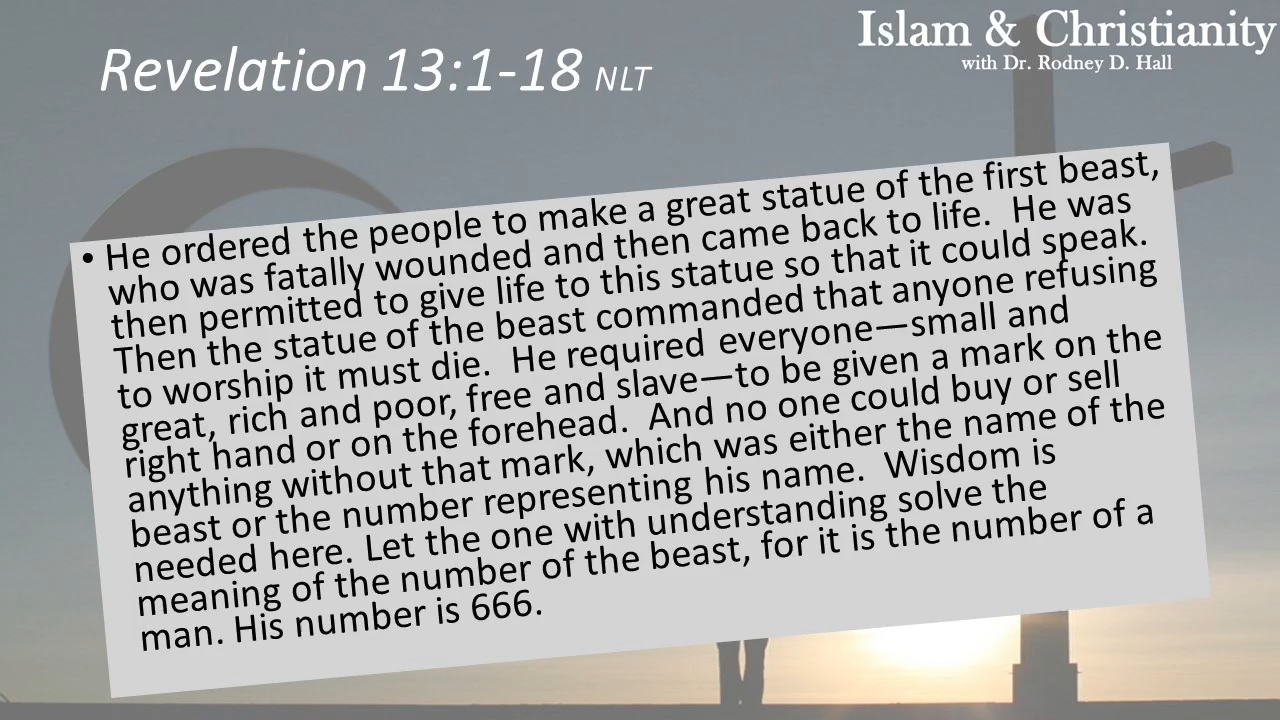 Islam & Christianity
with Dr. Rodney D. Hall
Revelation 13:1-18 NLT
• He ordered the people to make a great statue of the first beast,
who was fatally wounded and then came back to life.  He was
then permitted to give life to this statue so that it could speak.
Then the statue of the beast commanded that anyone refusing
to worship it must die.  He required everyone—small and
great, rich and poor, free and slave—to be given a mark on the
right hand or on the forehead.  And no one could buy or sell
anything without that mark, which was either the name of the
beast or the number representing his name.  Wisdom is
needed here. Let the one with understanding solve the
meaning of the number of the beast, for it is the number of a
man. His number is 666.